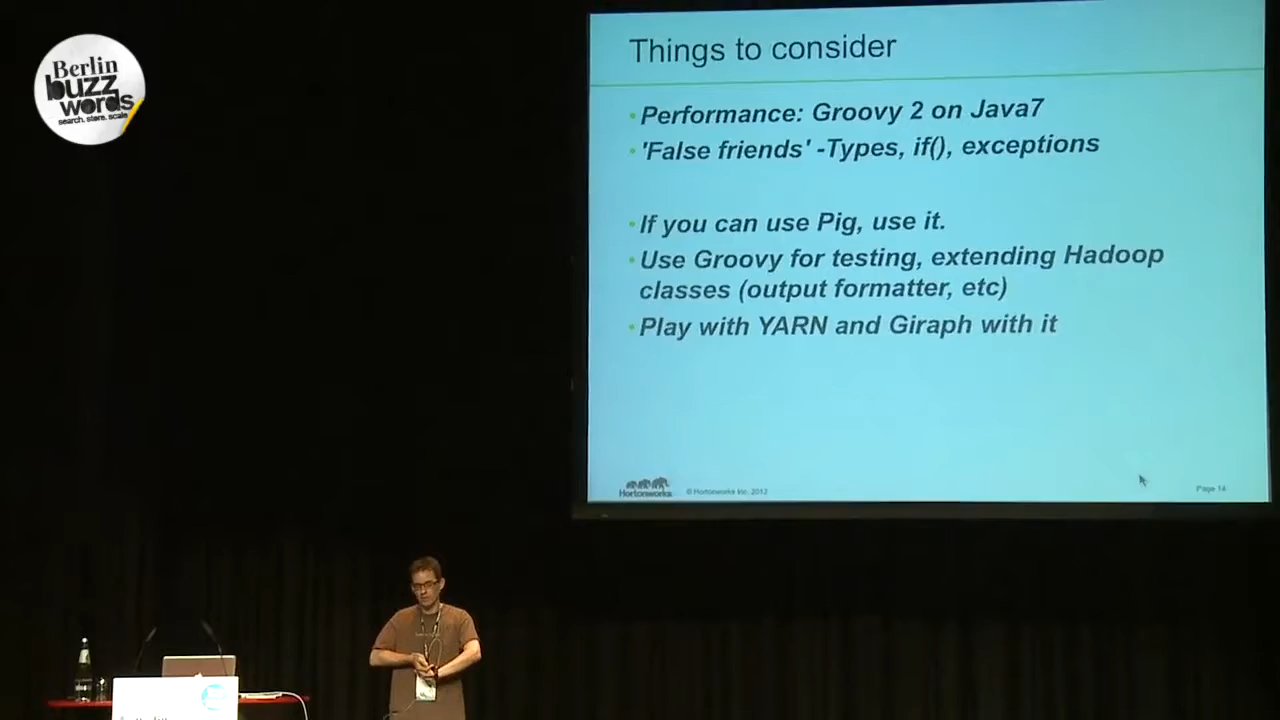 Berlin
buzz
words
search. store. scale
Things to consider
Performance: Groovy 2 on Java7
'False friends' -Types, if(), exceptions
If you can use Pig, use it.
Use Groovy for testing, extending Hadoop
classes (output formatter, etc)
Play with YARN and Giraph with it
Hortonworks
© Hortonworks Inc. 2012
Page 14